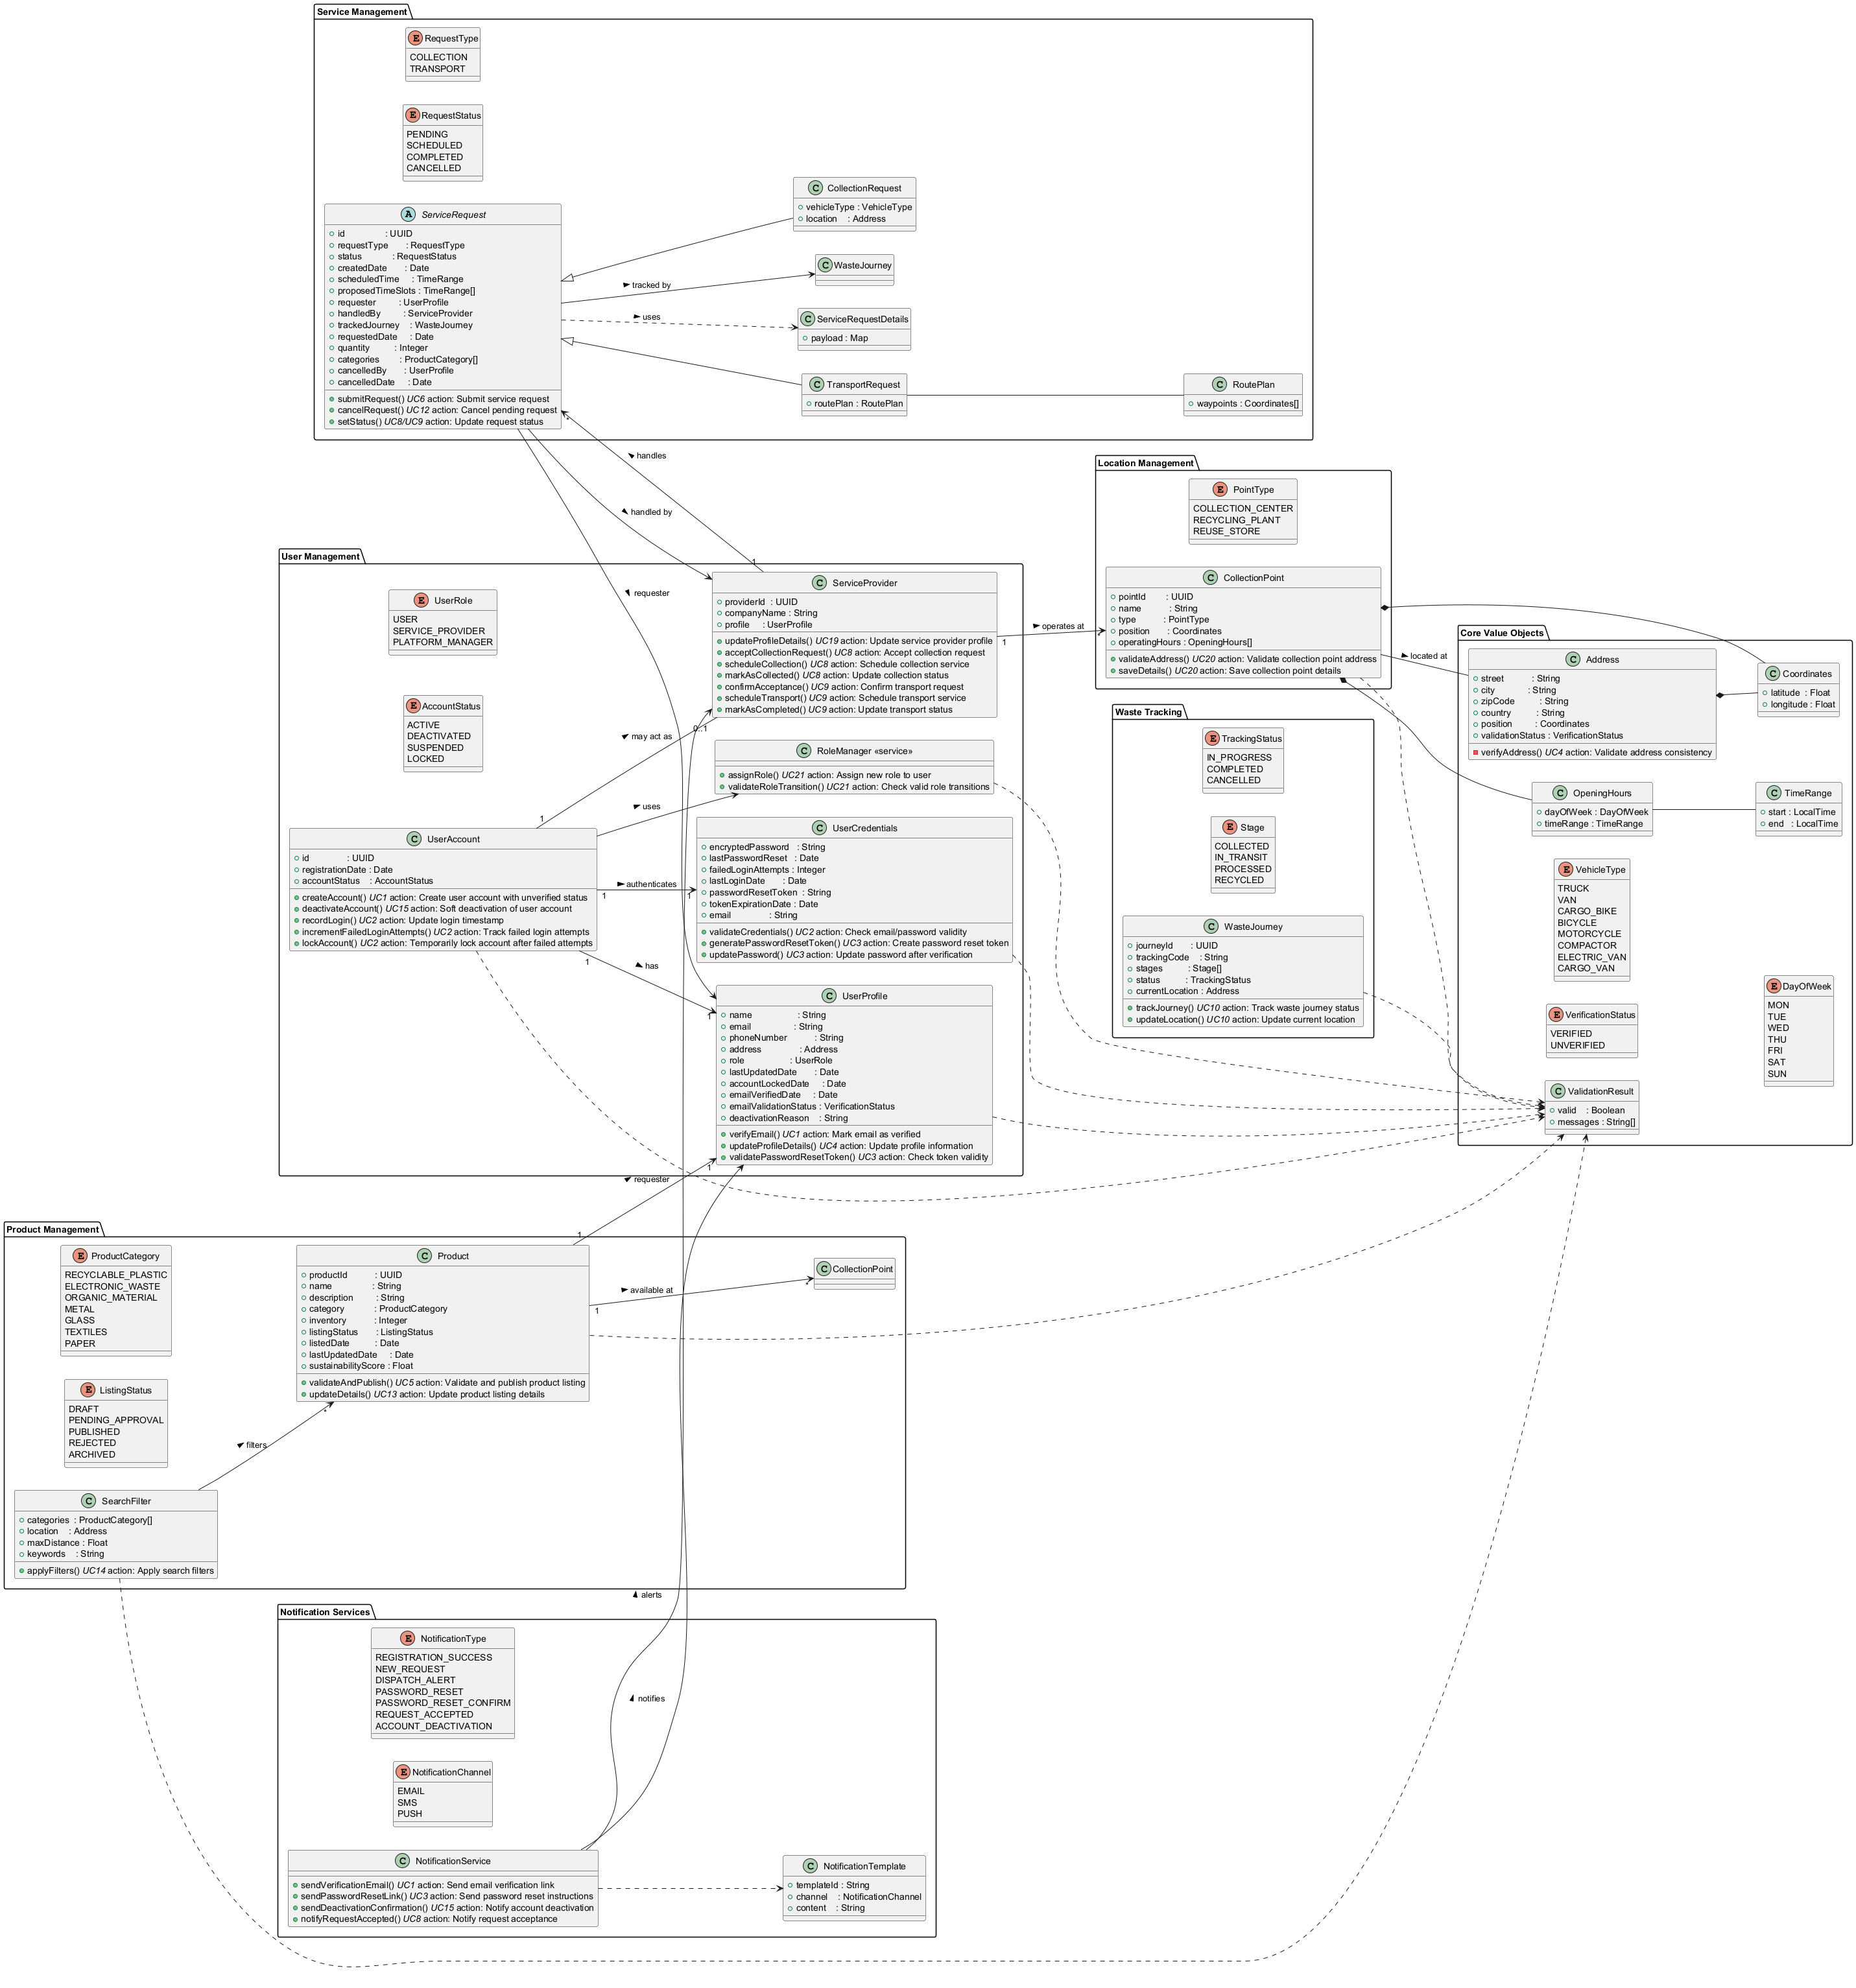 Service Management
RequestType
COLLECTION
TRANSPORT
RequestStatus
PENDING
SCHEDULED
COMPLETED
CANCELLED
ServiceRequest
id : UUID
requestType : RequestType
status : RequestStatus
createdDate : Date
scheduledTime : TimeRange
proposedTimeSlots : TimeRange[]
requester : UserProfile
handledBy : ServiceProvider
trackedJourney : WasteJourney
requestedDate : Date
quantity : Integer
categories : ProductCategory[]
cancelledBy : UserProfile
cancelledDate : Date
submitRequest() UC6 action: Submit service request
cancelRequest() UC12 action: Cancel pending request
setStatus() UC8/UC9 action: Update request status
CollectionRequest
vehicleType : VehicleType
location : Address
WasteJourney
tracked by
ServiceRequestDetails
payload : Map
uses
TransportRequest
routePlan : RoutePlan
RoutePlan
waypoints : Coordinates[]
*
handles
handled by
requester
1
User Management
UserRole
USER
SERVICE_PROVIDER
PLATFORM_MANAGER
AccountStatus
ACTIVE
DEACTIVATED
SUSPENDED
LOCKED
UserAccount
id : UUID
registrationDate : Date
accountStatus : AccountStatus
createAccount() UC1 action: Create user account with unverified status
deactivateAcount() UC15 action: Soft deactivation of user account
recordLogin() UC2 action: Update login timestamp
incrementFailedLoginAttempts() UC2 action: Track failed login attempts
lockAccount() UC2 action: Temporarily lock account after failed attempts
ServiceProvider
providerId : UUID
companyName : String
profile : UserProfile
updateProfileDetails() UC19 action: Update service provider profile
acceptCollectionRequest() UC8 action: Accept collection request
scheduleCollection() UC8 action: Schedule collection service
markAsCollected() UC8 action: Update collection status
confirmAcceptance() UC9 action: Confirm transport request
scheduleTransport() UC9 action: Schedule transport service
markAsCompleted() UC9 action: Update transport status
1
may act as
0..1
RoleManager «service»
assignRole() UC21 action: Assign new role to user
validateRoleTransition() UC21 action: Check valid role transitions
uses
UserCredentials
encryptedPassword : String
lastPasswordReset : Date
failedLoginAttempts : Integer
lastLoginDate : Date
passwordResetToken : String
tokenExpirationDate : Date
email : String
validateCredentials() UC2 action: Check email/password validity
generatePasswordResetToken() UC3 action: Create password reset token
updatePassword() UC3 action: Update password after verification
1
authenticates
1
UserProfile
name : String
email : String
phoneNumber : String
address : Address
role : UserRole
lastUpdatedDate : Date
accountLockedDate : Date
emailVerifiedDate : Date
emailValidationStatus : VerificationStatus
deactivationReason : String
verifyEmail() UC1 action: Mark email as verified
updateProfileDetails() UC4 action: Update profile information
validatePasswordResetToken() UC3 action: Check token validity
1
has
1
1
requester
1
1
operates at
*
Location Management
PointType
COLLECTION_CENTER
RECYCLING_PLANT
REUSE_STORE
CollectionPoint
pointId : UUID
name : String
type : PointType
position : Coordinates
operatingHours : OpeningHours[]
validateAddress() UC20 action: Validate collection point address
saveDetails() UC20 action: Save collection point details
located at
Waste Tracking
TrackingStatus
IN_PROGRESS
COMPLETED
CANCELLED
Stage
COLLECTED
IN_TRANSIT
PROCESSED
RECYCLED
WasteJourney
journeyId : UUID
trackingCode : String
stages : Stage[]
status : TrackingStatus
currentLocation : Address
trackJourney() UC10 action: Track waste journey status
updateLocation() UC10 action: Update current location
Core Value Objects
Address
street : String
city : String
zipCode : String
country : String
position : Coordinates
validationStatus : VerificationStatus
verifyAddress() UC4 action: Validate address consistency
Coordinates
latitude : Float
longitude : Float
OpeningHours
dayOfWeek : DayOfWeek
timeRange : TimeRange
TimeRange
start : LocalTime
end : LocalTime
VehicleType
TRUCK
VAN
CARGO_BIKE
BICYCLE
MOTORCYCLE
COMPACTOR
ELECTRIC_VAN
CARGO_VAN
VerificationStatus
VERIFIED
UNVERIFIED
DayOfWeek
MON
TUE
WED
THU
FRI
SAT
SUN
ValidationResult
valid : Boolean
messages : String[]
Product Management
ProductCategory
RECYCLABLE_PLASTIC
ELECTRONIC_WASTE
ORGANIC_MATERIAL
METAL
GLASS
TEXTILES
PAPER
ListingStatus
DRAFT
PENDING_APPROVAL
PUBLISHED
REJECTED
ARCHIVED
Product
productId : UUID
name : String
description : String
category : ProductCategory
inventory : Integer
listingStatus : ListingStatus
listedDate : Date
lastUpdatedDate : Date
sustainabilityScore : Float
validateAndPublish() UC5 action: Validate and publish product listing
updateDetails() UC13 action: Update product listing details
CollectionPoint
1
available at
*
*
filters
SearchFilter
categories : ProductCategory[]
location : Address
maxDistance : Float
keywords : String
applyFilters() UC14 action: Apply search filters
alerts
notifies
Notification Services
NotificationType
REGISTRATION_SUCCESS
NEW_REQUEST
DISPATCH_ALERT
PASSWORD_RESET
PASSWORD_RESET_CONFIRM
REQUEST_ACCEPTED
ACCOUNT_DEACTIVATION
NotificationChannel
EMAIL
SMS
PUSH
NotificationService
sendVerificationEmail() UC1 action: Send email verification link
sendPasswordResetLink() UC3 action: Send password reset instructions
sendDeactivationConfirmation() UC15 action: Notify account deactivation
notifyRequestAccepted() UC8 action: Notify request acceptance
NotificationTemplate
templateId : String
channel : NotificationChannel
content : String